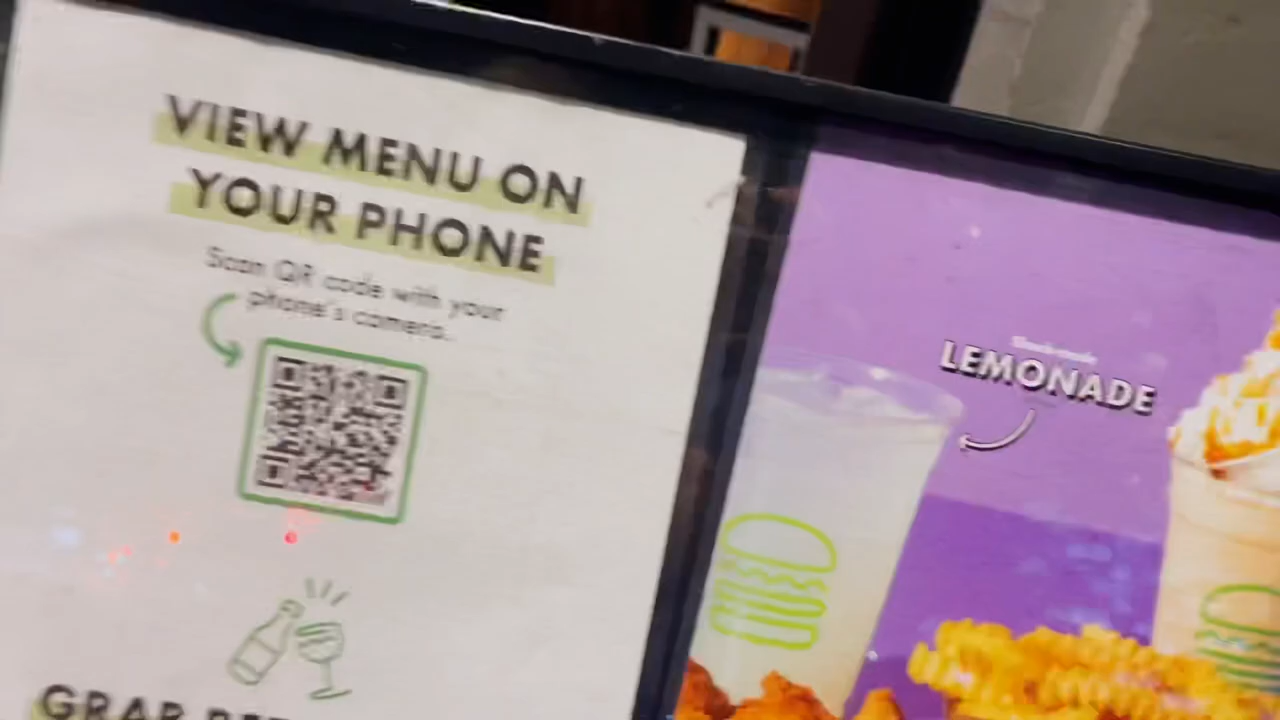 VIEW MENU ON
YOUR PHONE
Scan QR code with your
phone's camera.
GRAB
LEMONADE